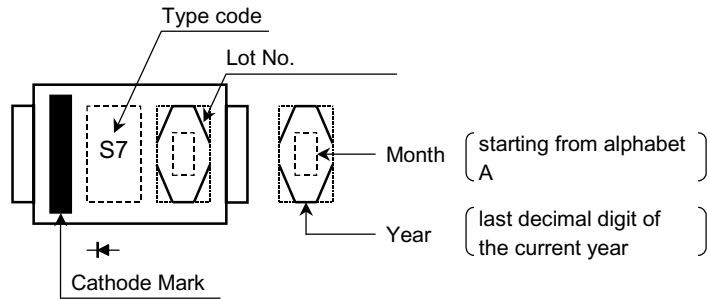 Type code
Lot No.
S7
Month
starting from alphabet
A
Year
last decimal digit of
the current year
Cathode Mark